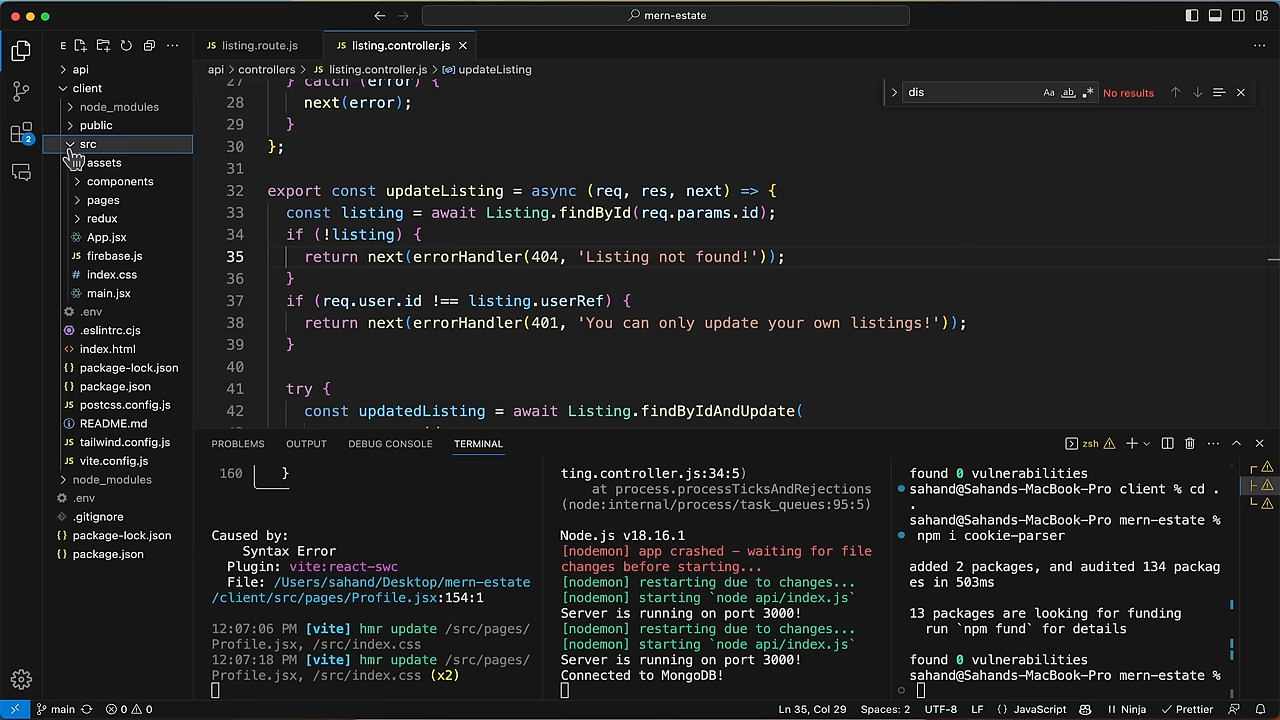 mern-estate
E
api
client
node_modules
public
src
assets
components
pages
redux
App.jsx
firebase.js
index.css
main.jsx
.env
.eslintrc.cjs
index.html
package-lock.json
package.json
postcss.config.js
README.md
tailwind.config.js
vite.config.js
node_modules
.env
.gitignore
package-lock.json
package.json
2
JS listing.route.js
JS listing.controller.js
api > controllers > JS listing.controller.js > updateListing
dis
Aa ab
No results
27 } catch (error) {
28 next(error);
29 }
30 };
31
32 export const updateListing = async (req, res, next) => {
33 const listing = await Listing.findById(req.params.id);
34 if (!listing) {
35 return next(errorHandler(404, 'Listing not found!'));
36 }
37 if (req.user.id !== listing.userRef) {
38 return next(errorHandler(401, 'You can only update your own listings!'));
39 }
40
41 try {
42 const updatedListing = await Listing.findByIdAndUpdate(
PROBLEMS OUTPUT DEBUG CONSOLE TERMINAL
zsh
160 }
Caused by:
Syntax Error
Plugin: vite:react-swc
File: /Users/sahand/Desktop/mern-estate
/client/src/pages/Profile.jsx:154:1
12:07:06 PM [vite] hmr update /src/pages/
Profile.jsx, /src/index.css
12:07:18 PM [vite] hmr update /src/pages/
Profile.jsx, /src/index.css (x2)
ting.controller.js:34:5)
at process.processTicksAndRejections
(node:internal/process/task_queues:95:5)
Node.js v18.16.1
[nodemon] app crashed - waiting for file
changes before starting...
[nodemon] restarting due to changes...
[nodemon] starting `node api/index.js`
Server is running on port 3000!
[nodemon] restarting due to changes...
[nodemon] starting `node api/index.js`
Server is running on port 3000!
Connected to MongoDB!
found 0 vulnerabilities
sahand@Sahands-MacBook-Pro client % cd .
.
sahand@Sahands-MacBook-Pro mern-estate %
npm i cookie-parser
added 2 packages, and audited 134 packag
es in 503ms
13 packages are looking for funding
run `npm fund` for details
found 0 vulnerabilities
sahand@Sahands-MacBook-Pro mern-estate %
main
0 0
Ln 35, Col 29
Spaces: 2
UTF-8
LF
{} JavaScript
Ninja
Prettier